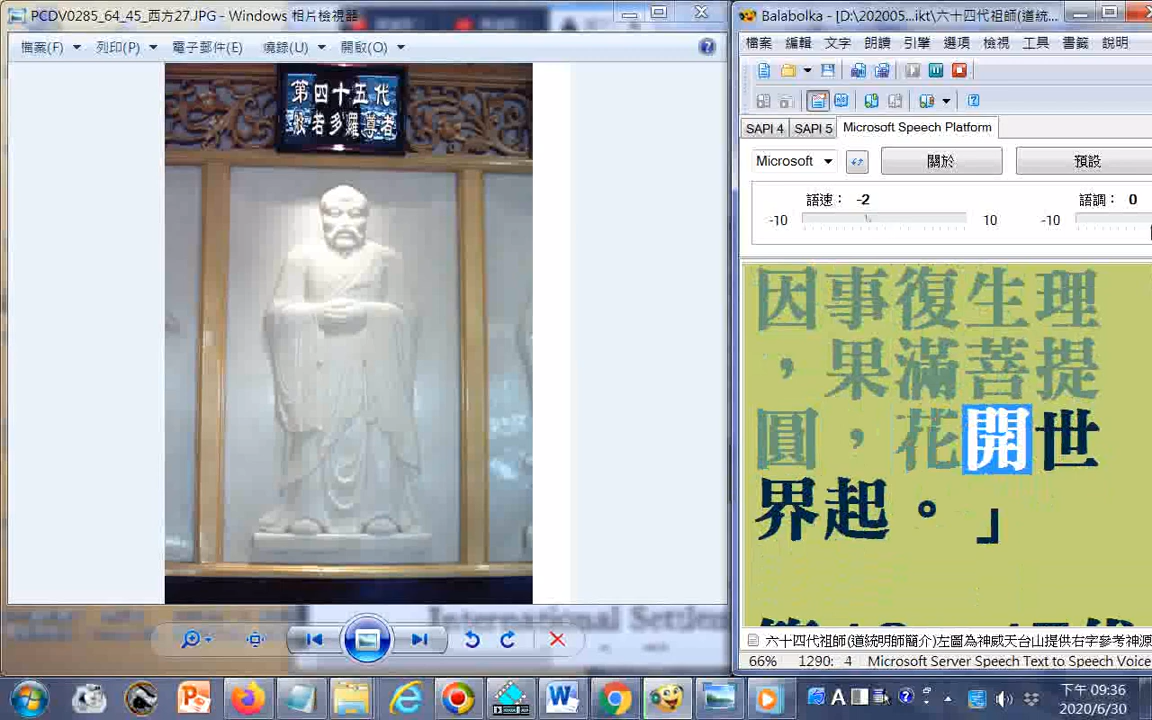 PCDV0285_64_45_西方27.JPG - Windows 相片檢視器
檔案(F) 列印(P) 電子郵件(E) 燒錄(U) 開啟(O)
第四十五代
般若多羅尊者
International Settlem
Balabolka - [D:\202005...ikt\六十四代祖師(道統...
檔案 編輯 文字 朗讀 引擎 選項 檢視 工具 書籤 說明
SAPI 4 SAPI 5 Microsoft Speech Platform
Microsoft 關於 預設
語速： -2 語調： 0
-10 10 -10
因事復生理
，果滿菩提
圓，花開世
界起。」
六十四代祖師(道統明師簡介)左圖為神威天台山提供右字參考神源
66% 1290: 4 Microsoft Server Speech Text to Speech Voice
下午 09:36
2020/6/30